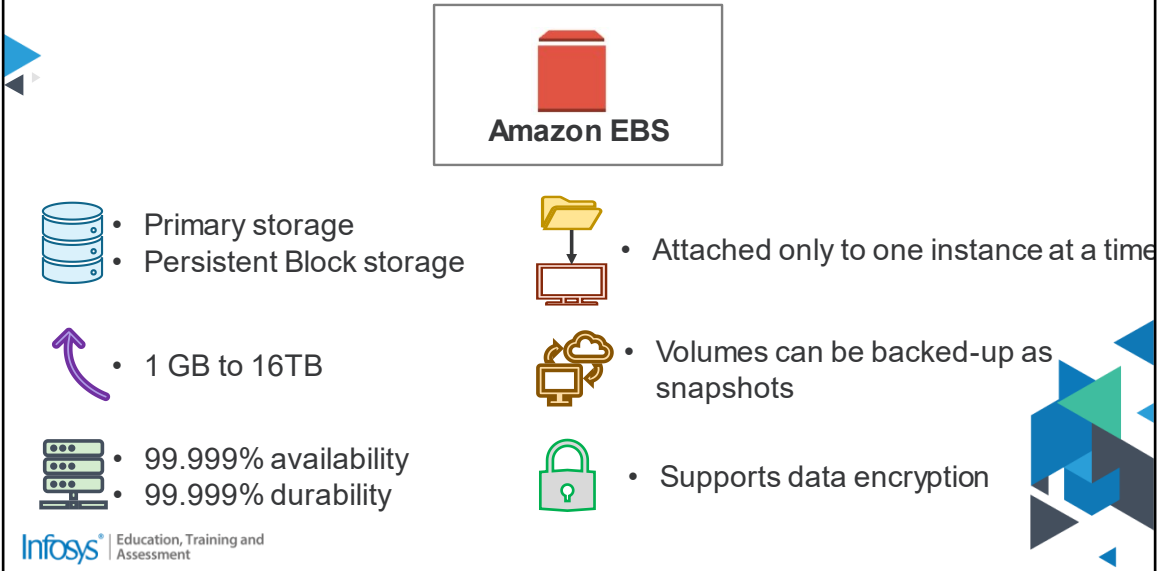 Amazon EBS
• Primary storage
• Persistent Block storage
• Attached only to one instance at a time
• 1 GB to 16TB
• Volumes can be backed-up as
snapshots
• 99.999% availability
• 99.999% durability
• Supports data encryption
Infosys® | Education, Training and
Assessment